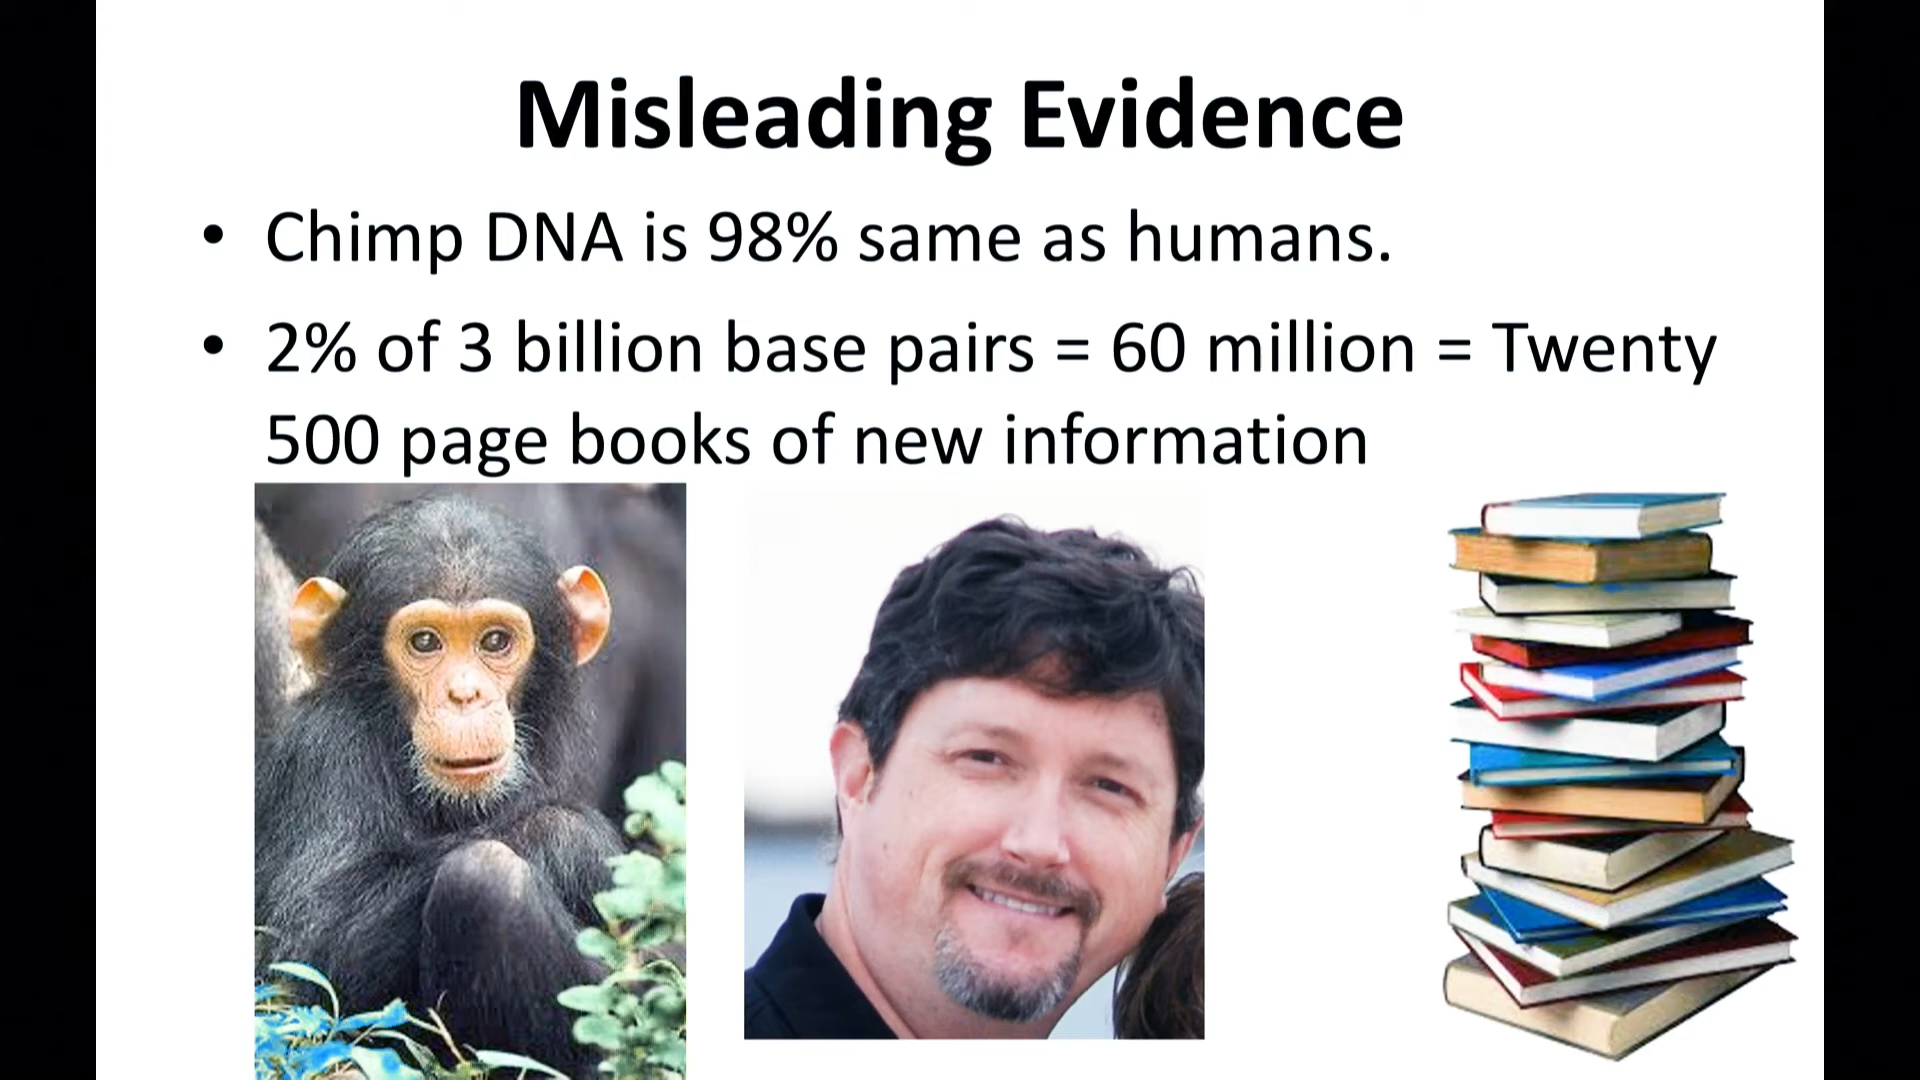 Misleading Evidence
• Chimp DNA is 98% same as humans.
• 2% of 3 billion base pairs = 60 million = Twenty
500 page books of new information